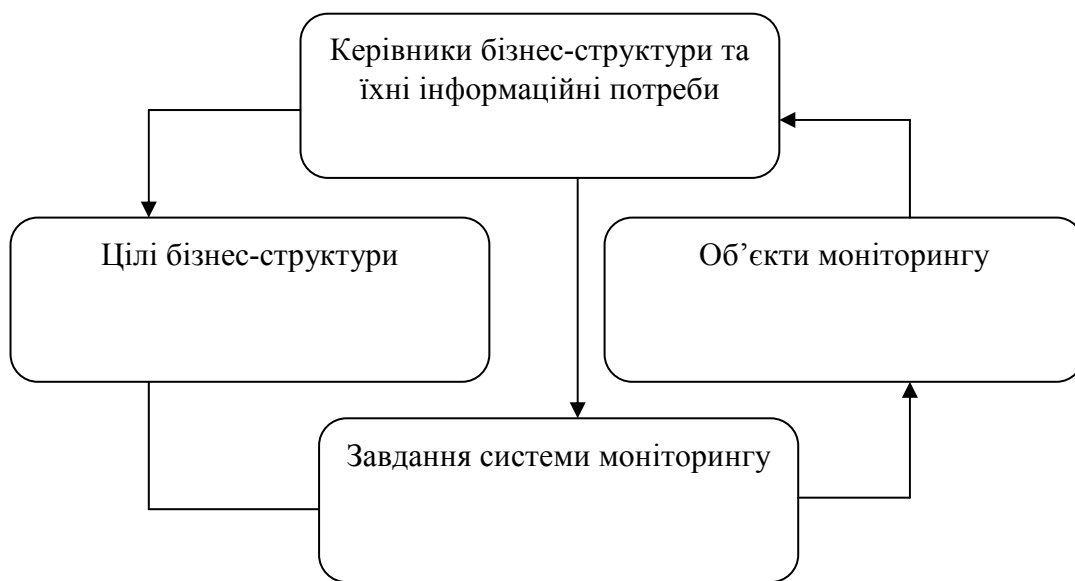 Керівники бізнес-структури та
їхні інформаційні потреби
Цілі бізнес-структури
Об’єкти моніторингу
Завдання системи моніторингу